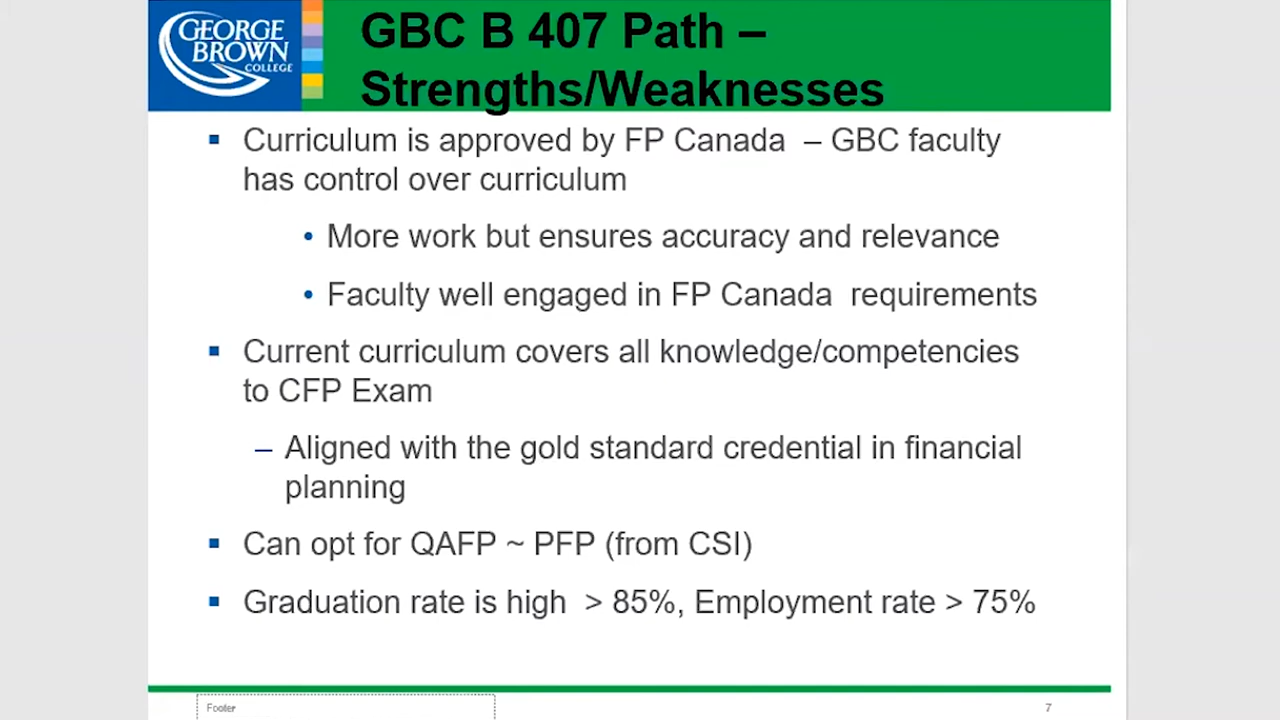 GEORGE
BROWN
COLLEGE
GBC B 407 Path –
Strengths/Weaknesses
▪ Curriculum is approved by FP Canada – GBC faculty
has control over curriculum
• More work but ensures accuracy and relevance
• Faculty well engaged in FP Canada requirements
▪ Current curriculum covers all knowledge/competencies
to CFP Exam
– Aligned with the gold standard credential in financial
planning
▪ Can opt for QAFP ~ PFP (from CSI)
▪ Graduation rate is high > 85%, Employment rate > 75%
Footer
7